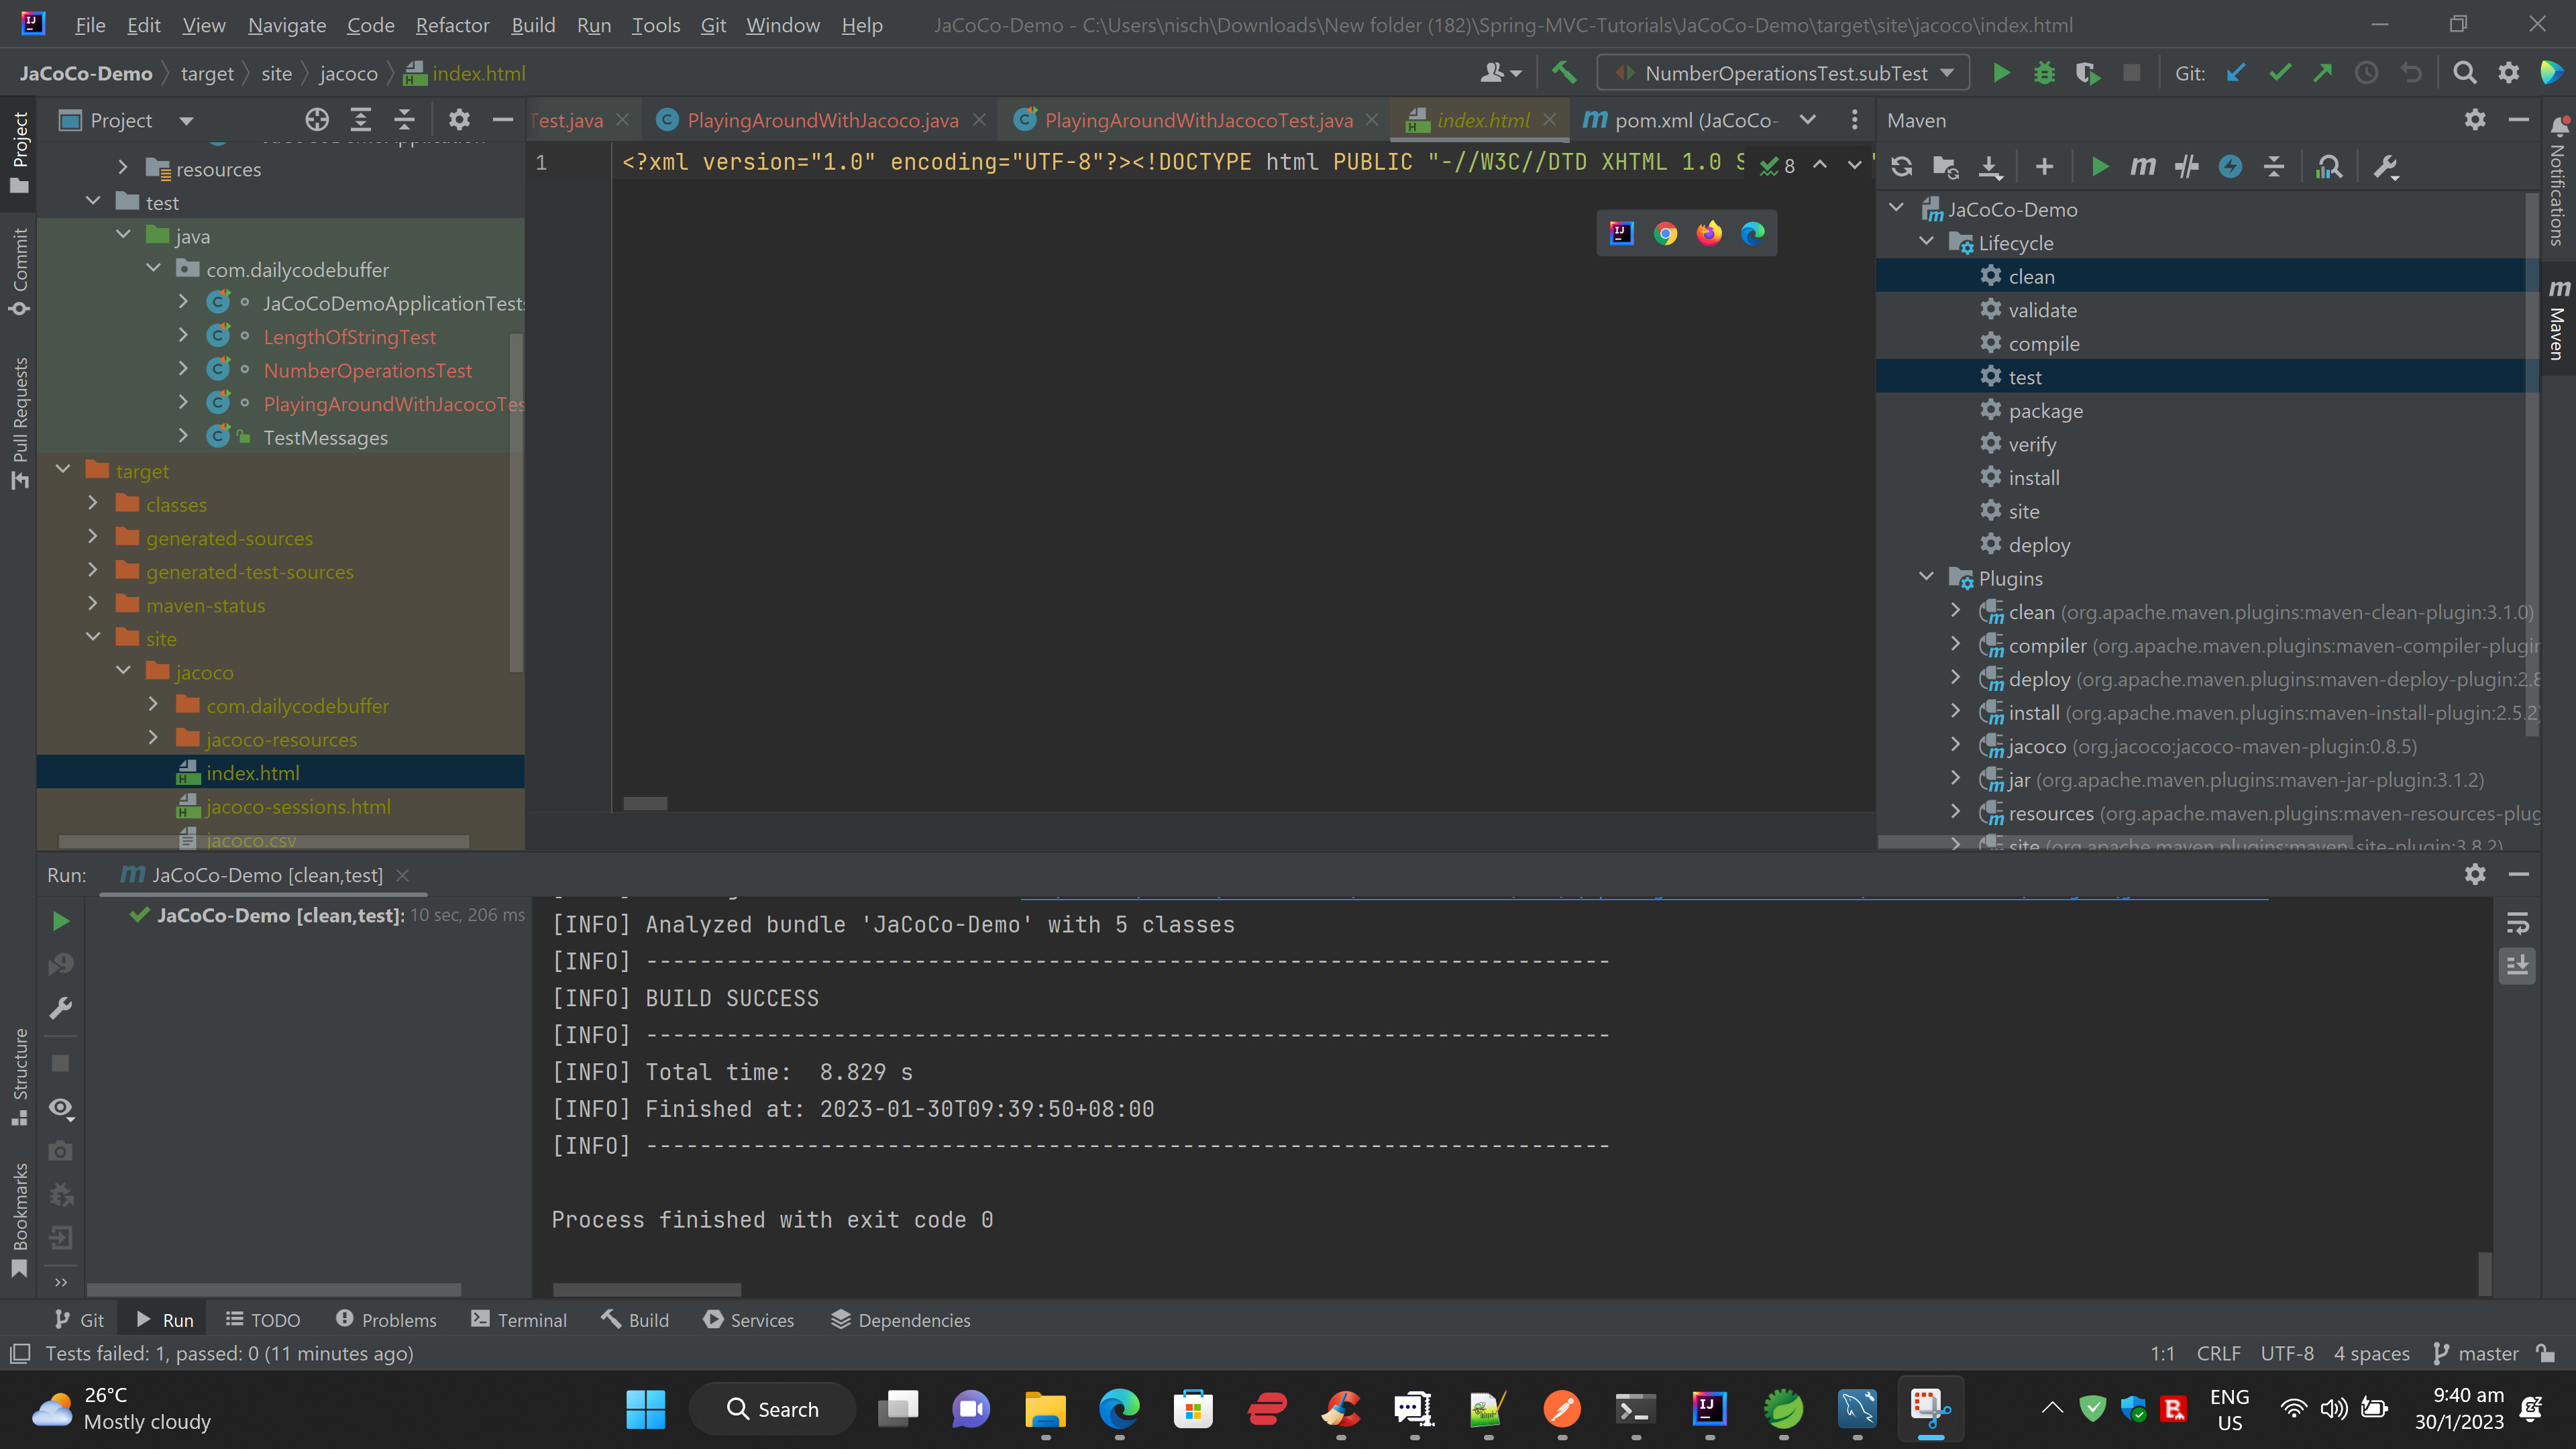 File Edit View Navigate Code Refactor Build Run Tools Git Window Help JaCoCo-Demo - C:\Users\nisch\Downloads\New folder (182)\Spring-MVC-Tutorials\JaCoCo-Demo\target\site\jacoco\index.html
JaCoCo-Demo target site jacoco index.html NumberOperationsTest.subTest Git:
Project
Test.java PlayingAroundWithJacoco.java PlayingAroundWithJacocoTest.java index.html pom.xml (JaCoCo-
Maven
Project
Commit
Pull Requests
Structure
Bookmarks
resources
test
java
com.dailycodebuffer
JaCoCoDemoApplicationTests
LengthOfStringTest
NumberOperationsTest
PlayingAroundWithJacocoTes
TestMessages
target
classes
generated-sources
generated-test-sources
maven-status
site
jacoco
com.dailycodebuffer
jacoco-resources
index.html
jacoco-sessions.html
jacoco.csv
1 <?xml version="1.0" encoding="UTF-8"?><!DOCTYPE html PUBLIC "-//W3C//DTD XHTML 1.0 S 8
JaCoCo-Demo
Lifecycle
clean
validate
compile
test
package
verify
install
site
deploy
Plugins
clean (org.apache.maven.plugins:maven-clean-plugin:3.1.0)
compiler (org.apache.maven.plugins:maven-compiler-plugin
deploy (org.apache.maven.plugins:maven-deploy-plugin:2.8
install (org.apache.maven.plugins:maven-install-plugin:2.5.2
jacoco (org.jacoco:jacoco-maven-plugin:0.8.5)
jar (org.apache.maven.plugins:maven-jar-plugin:3.1.2)
resources (org.apache.maven.plugins:maven-resources-plug
site (org.apache.maven.plugins:maven-site-plugin:3.8.2)
Notifications
Maven
Run: JaCoCo-Demo [clean,test]
JaCoCo-Demo [clean,test]: 10 sec, 206 ms
[INFO] Analyzed bundle 'JaCoCo-Demo' with 5 classes
[INFO] ------------------------------------------------------------------------
[INFO] BUILD SUCCESS
[INFO] ------------------------------------------------------------------------
[INFO] Total time:  8.829 s
[INFO] Finished at: 2023-01-30T09:39:50+08:00
[INFO] ------------------------------------------------------------------------
Process finished with exit code 0
Git Run TODO Problems Terminal Build Services Dependencies
Tests failed: 1, passed: 0 (11 minutes ago) 1:1 CRLF UTF-8 4 spaces master
26°C
Mostly cloudy
Search
ENG
US
9:40 am
30/1/2023